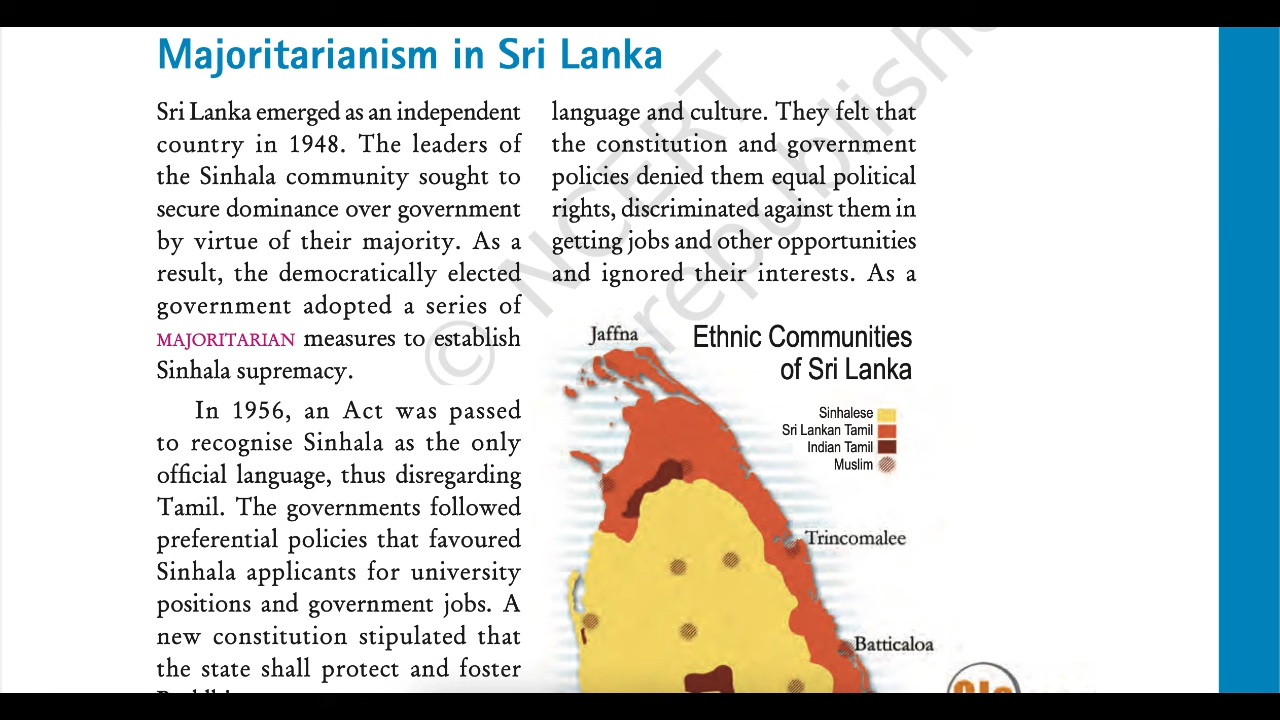 Majoritarianism in Sri Lanka
Sri Lanka emerged as an independent
country in 1948. The leaders of
the Sinhala community sought to
secure dominance over government
by virtue of their majority. As a
result, the democratically elected
government adopted a series of
MAJORITARIAN measures to establish
Sinhala supremacy.
In 1956, an Act was passed
to recognise Sinhala as the only
official language, thus disregarding
Tamil. The governments followed
preferential policies that favoured
Sinhala applicants for university
positions and government jobs. A
new constitution stipulated that
the state shall protect and foster
language and culture. They felt that
the constitution and government
policies denied them equal political
rights, discriminated against them in
getting jobs and other opportunities
and ignored their interests. As a
Ethnic Communities
of Sri Lanka
Sinhalese
Sri Lankan Tamil
Indian Tamil
Muslim
Jaffna
Trincomalee
Batticaloa
© NCERT
republishe